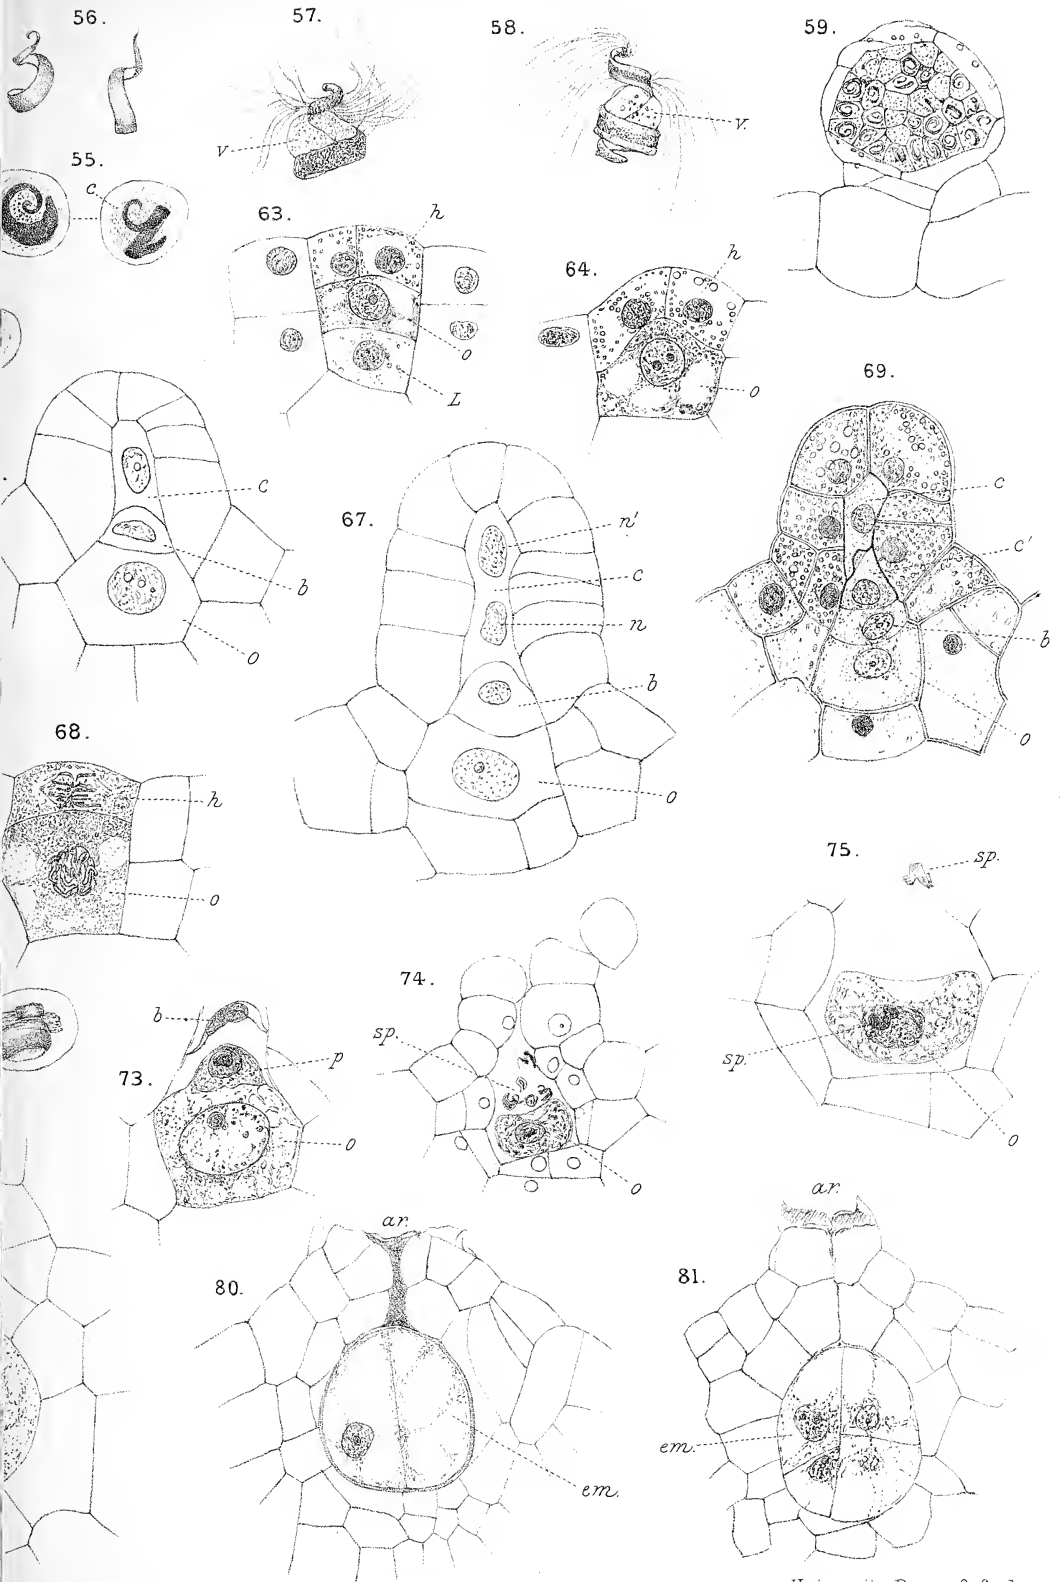 56.
57.
58.
59.
v
v.
55.
c.
63.
h
o
L
64.
h
o
69.
c
c'
b
o
c
b
o
67.
n'
c
n
b
o
68.
h
o
75.
sp.
sp.
o
74.
sp.
o
73.
b
p
o
80.
ar.
em.
81.
ar.
em.